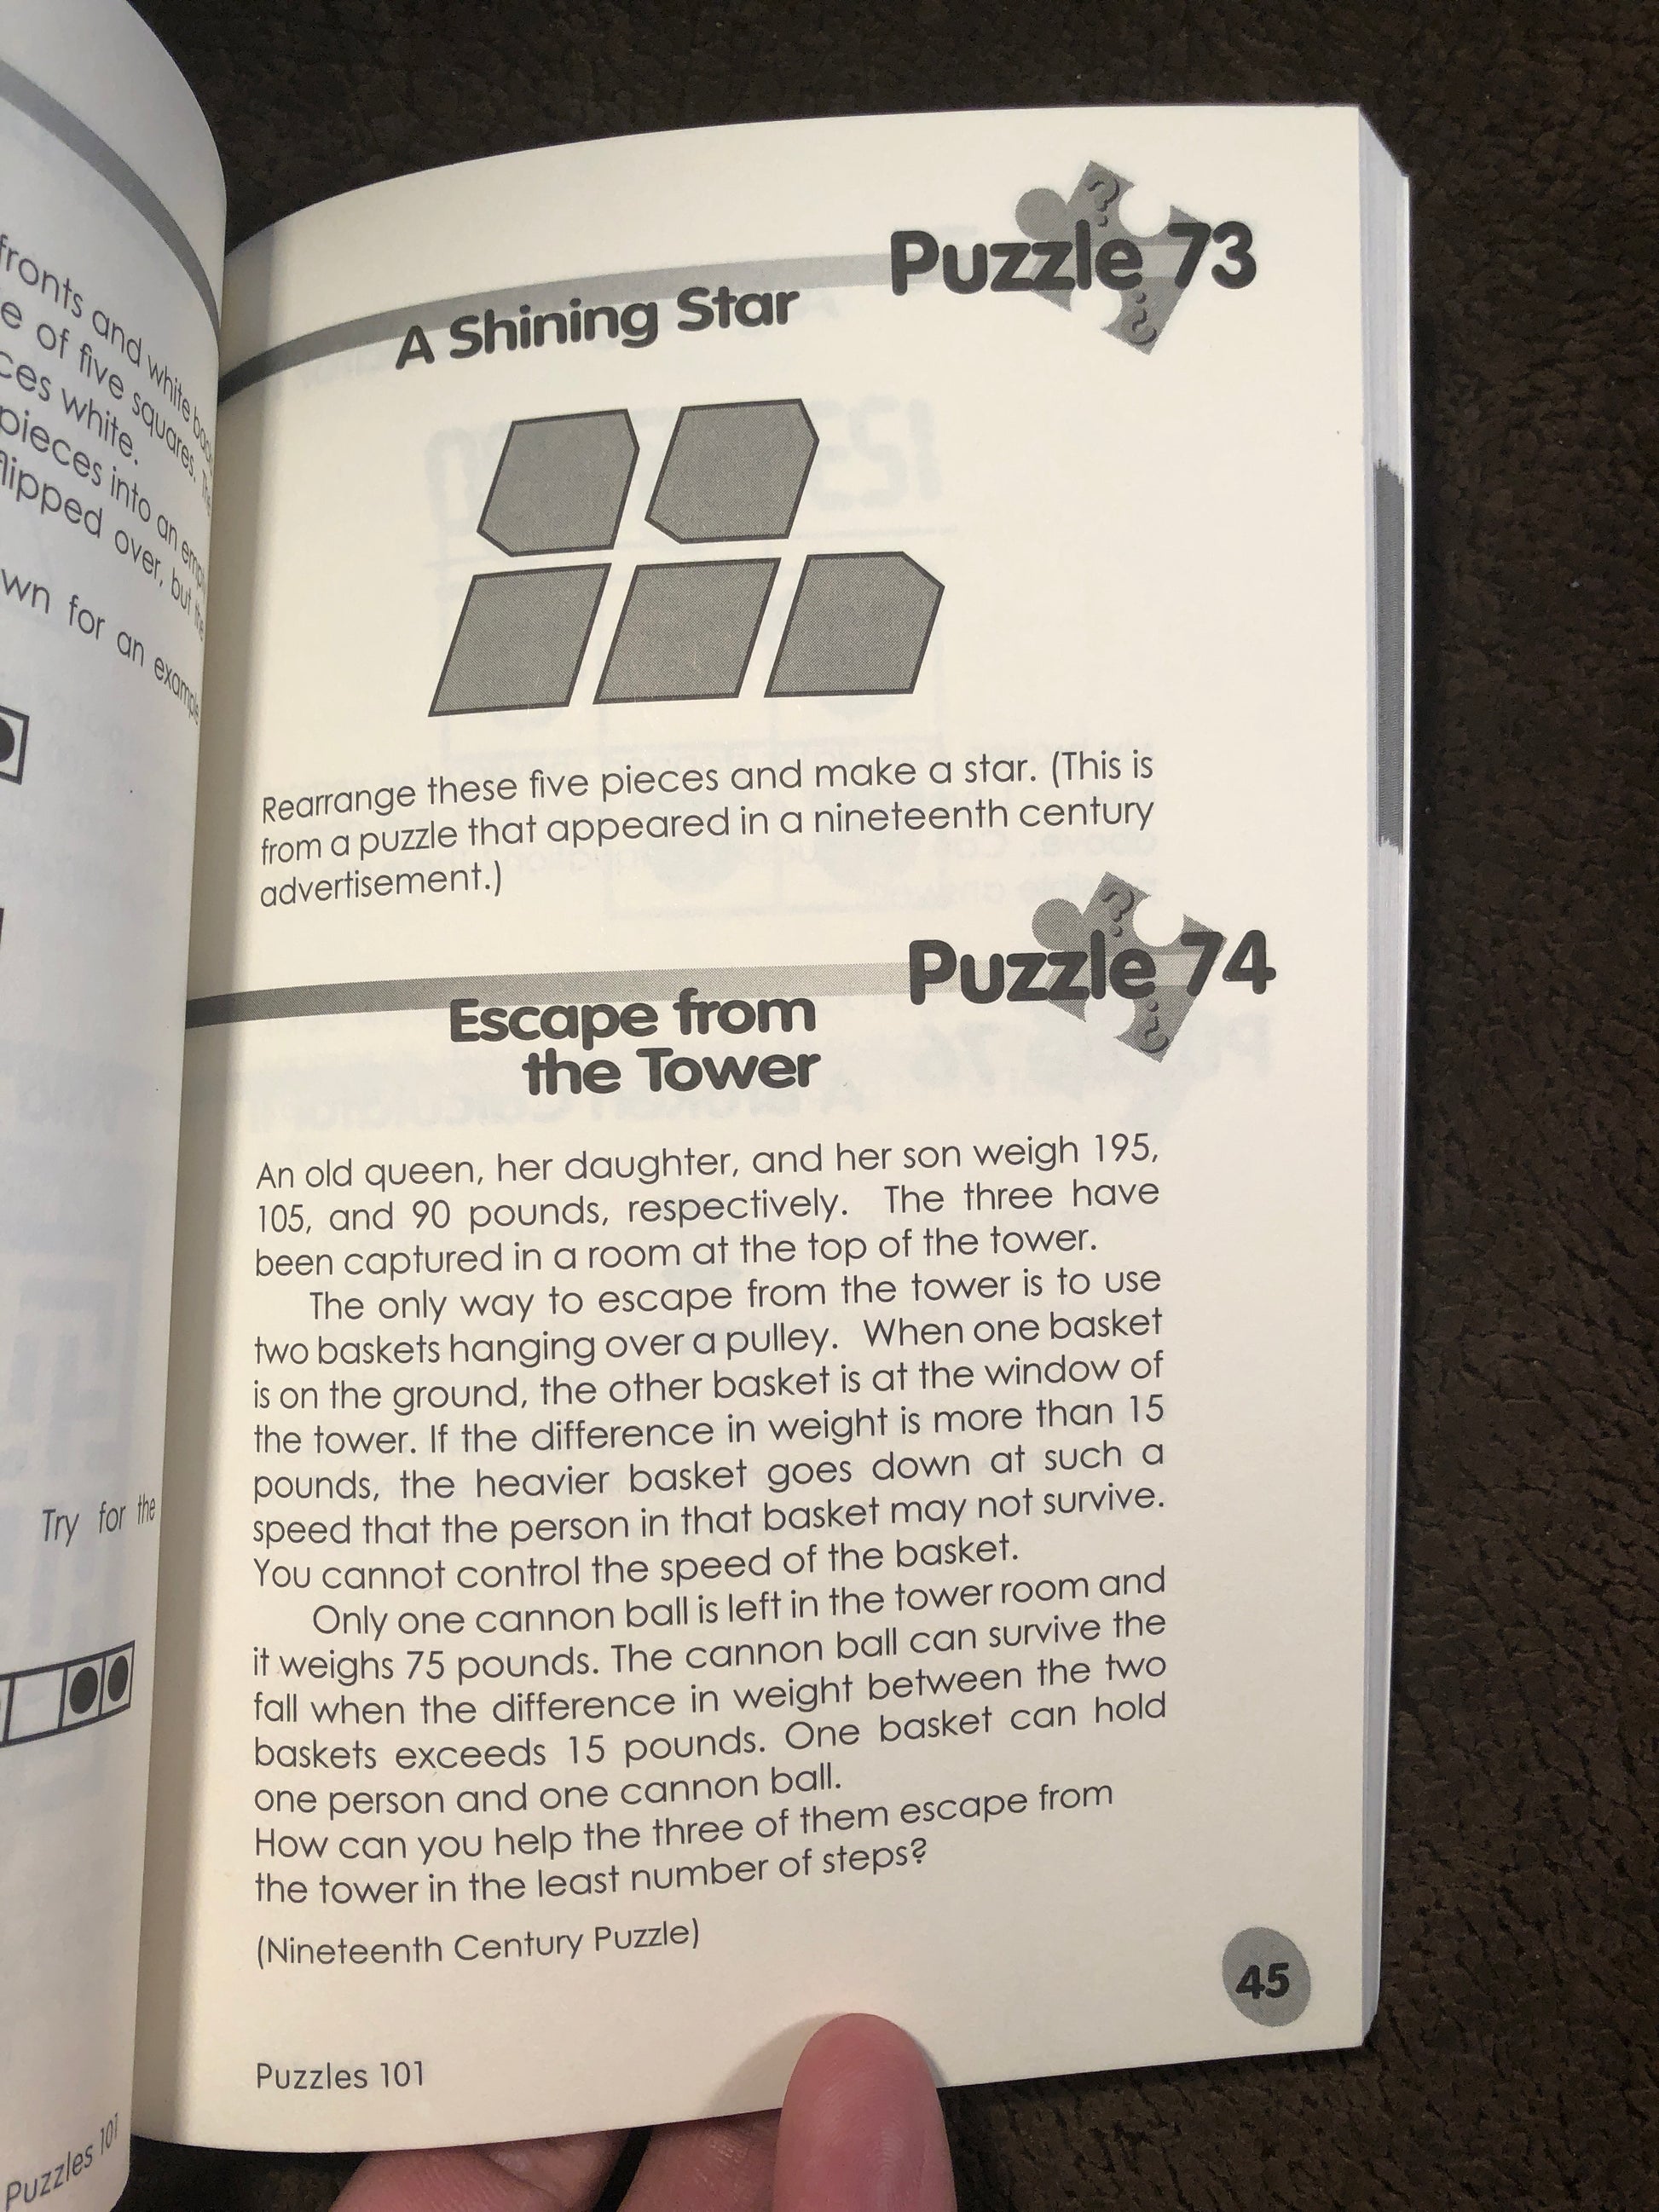 fronts and white
e of five squares. The
ces white.
pieces into an
flipped over, but the
wn for an example
Try for the
Puzzles 101
Puzzle 73
A Shining Star
Rearrange these five pieces and make a star. (This is
from a puzzle that appeared in a nineteenth century
advertisement.)
Puzzle 74
Escape from
the Tower
An old queen, her daughter, and her son weigh 195,
105, and 90 pounds, respectively. The three have
been captured in a room at the top of the tower.
The only way to escape from the tower is to use
two baskets hanging over a pulley. When one basket
is on the ground, the other basket is at the window of
the tower. If the difference in weight is more than 15
pounds, the heavier basket goes down at such a
speed that the person in that basket may not survive.
You cannot control the speed of the basket.
Only one cannon ball is left in the tower room and
it weighs 75 pounds. The cannon ball can survive the
fall when the difference in weight between the two
baskets exceeds 15 pounds. One basket can hold
one person and one cannon ball.
How can you help the three of them escape from
the tower in the least number of steps?
(Nineteenth Century Puzzle)
45
Puzzles 101